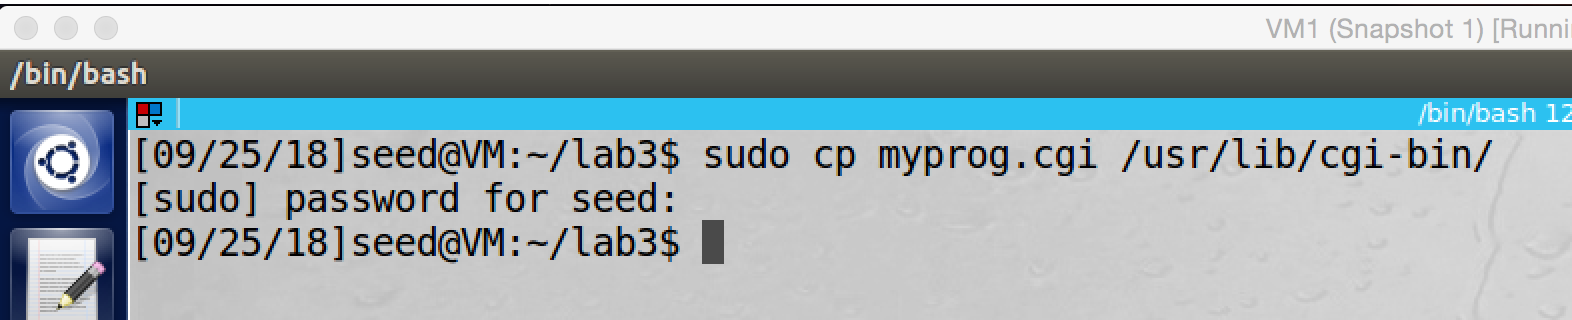 VM1 (Snapshot 1) [Runni
/bin/bash
/bin/bash 12
[09/25/18]seed@VM:~/lab3$ sudo cp myprog.cgi /usr/lib/cgi-bin/
[sudo] password for seed:
[09/25/18]seed@VM:~/lab3$